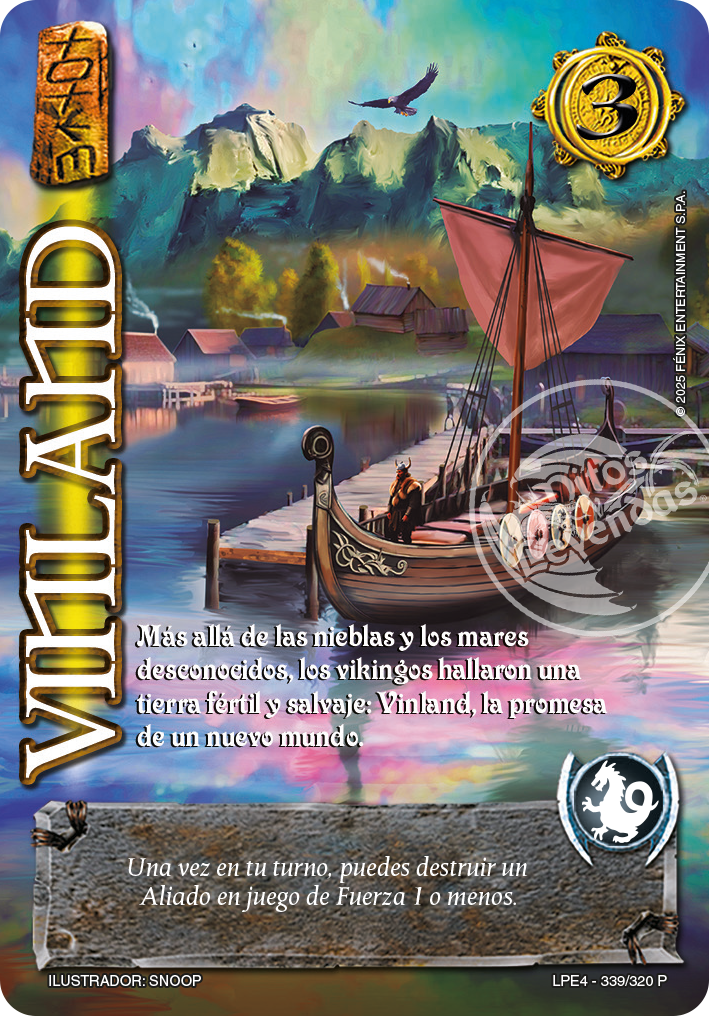 3
VINLAND
© 2025 FÉNIX ENTERTAINMENT S.P.A.
Mitos
Leyendas
Más allá de las nieblas y los mares
desconocidos, los vikingos hallaron una
tierra fértil y salvaje: Vinland, la promesa
de un nuevo mundo.
Una vez en tu turno, puedes destruir un
Aliado en juego de Fuerza 1 o menos.
ILUSTRADOR: SNOOP
LPE4 - 339/320 P